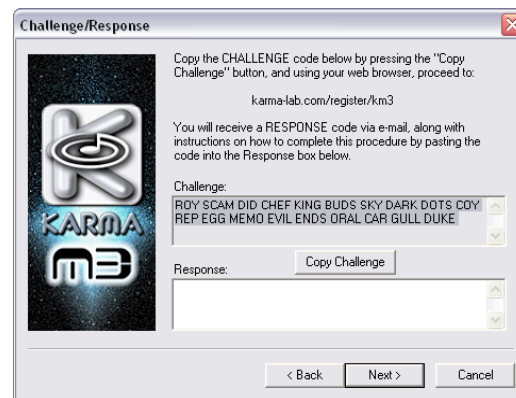 Challenge/Response
Copy the CHALLENGE code below by pressing the "Copy
Challenge" button, and using your web browser, proceed to:
karma-lab.com/register/km3
You will receive a RESPONSE code via e-mail, along with
instructions on how to complete this procedure by pasting the
code into the Response box below.
Challenge:
ROY SCAM DID CHEF KING BUDS SKY DARK DOTS COY
REP EGG MEMO EVIL ENDS ORAL CAR GULL DUKE
KARMA
M3
Copy Challenge
Response:
< Back
Next >
Cancel